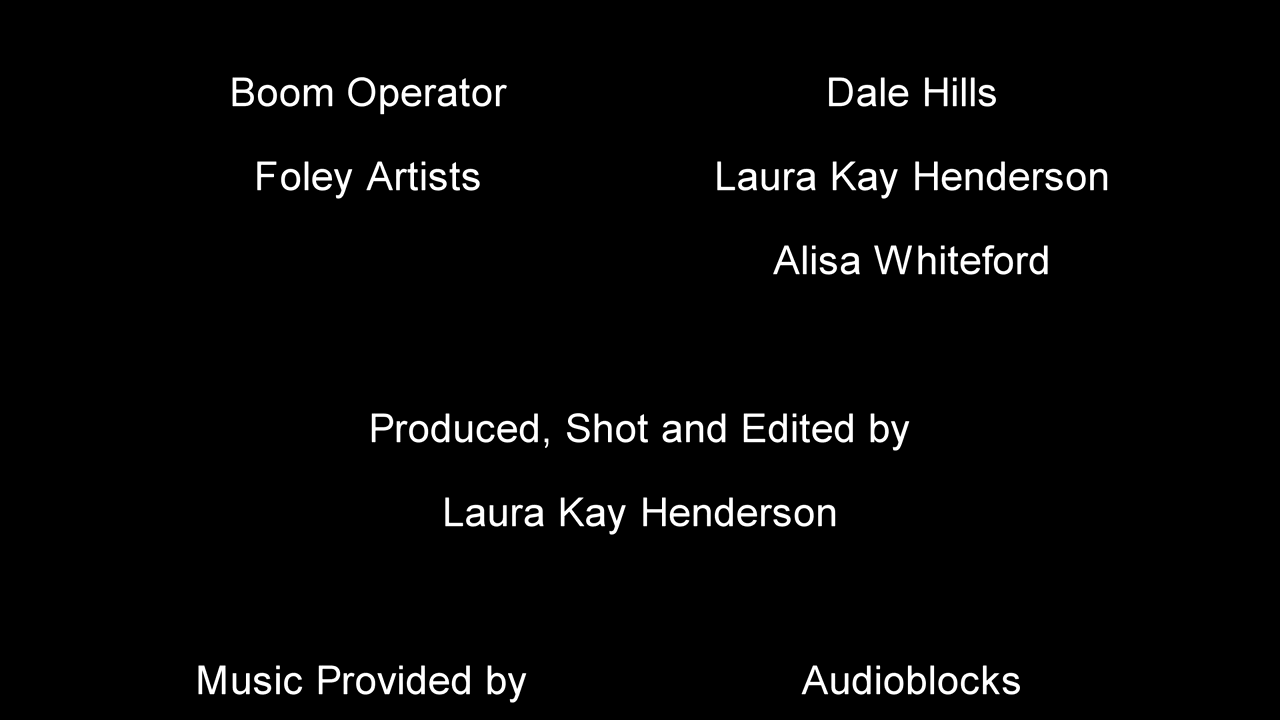 Boom Operator Dale Hills
Foley Artists Laura Kay Henderson
Alisa Whiteford
Produced, Shot and Edited by
Laura Kay Henderson
Music Provided by Audioblocks